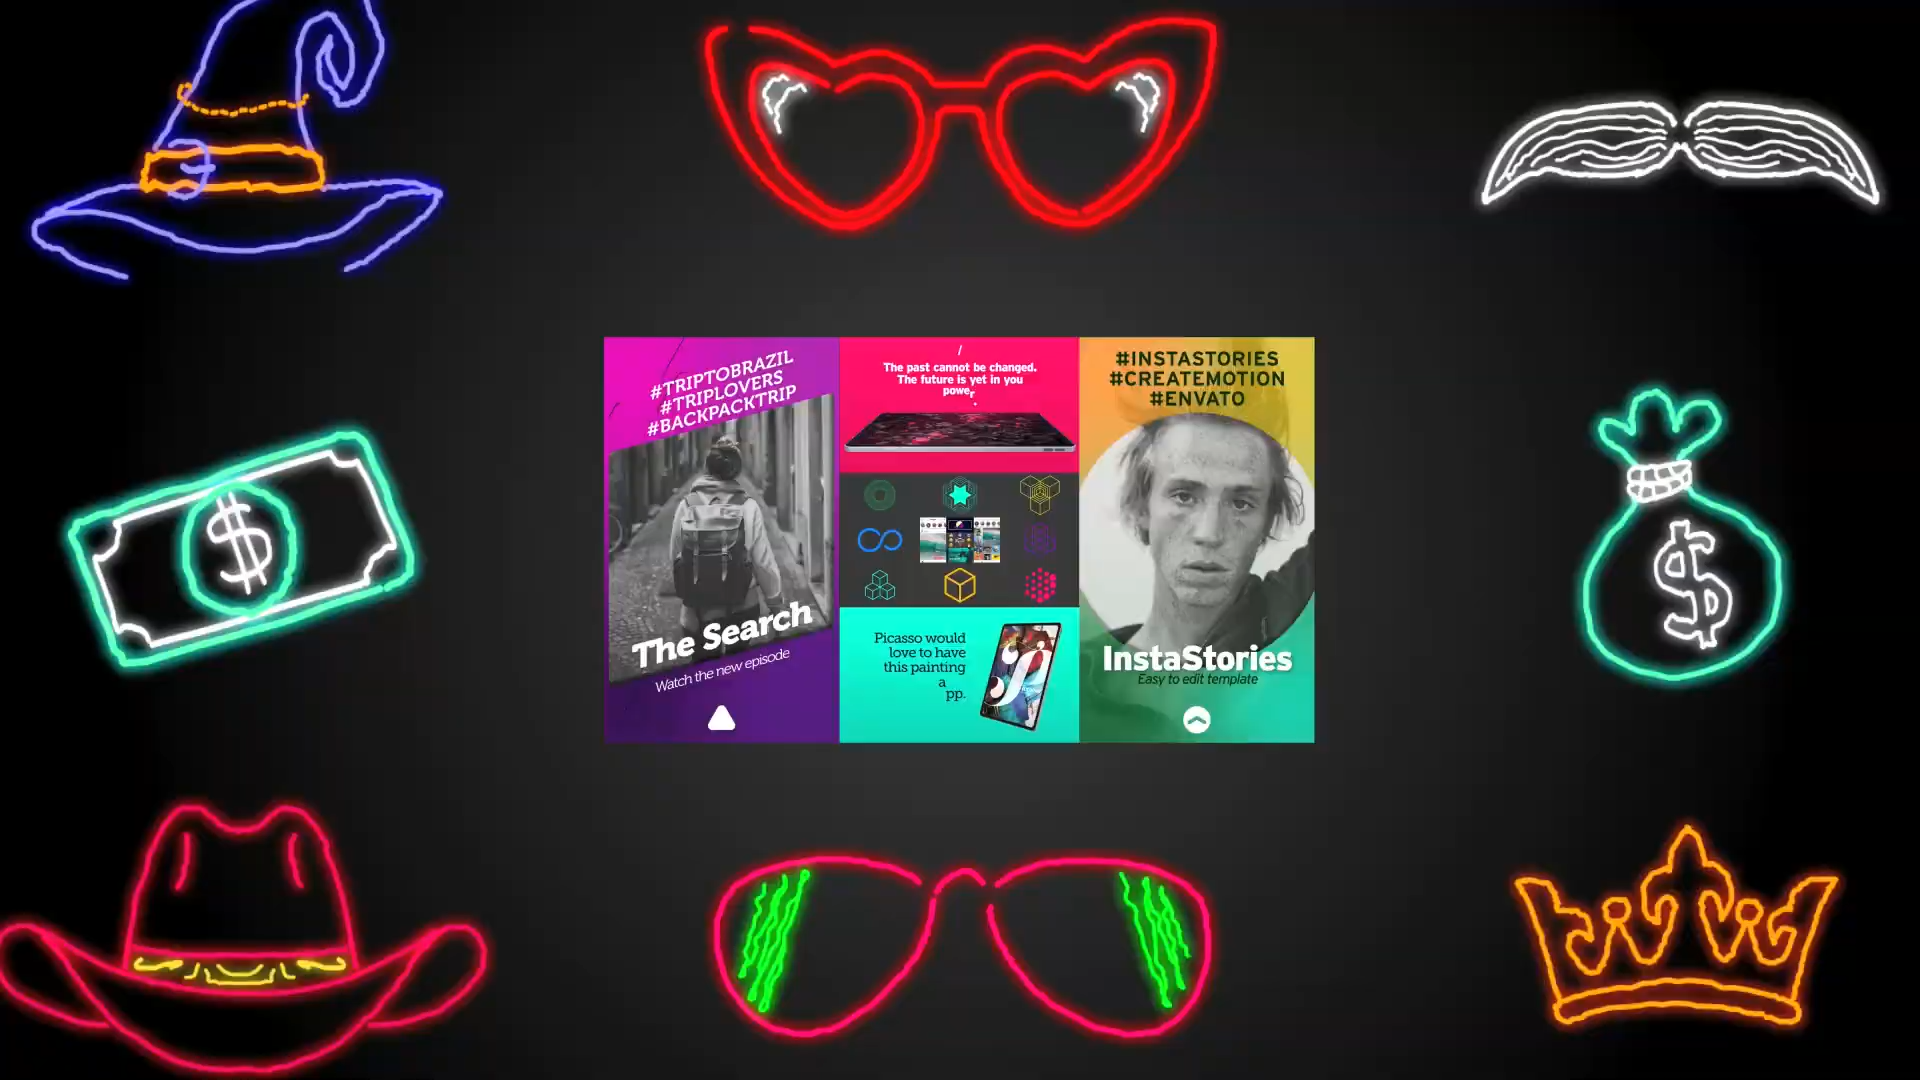 #TRIPTOBRAZIL
#TRIPLOVERS
#BACKPACKTRIP
The Search
Watch the new episode
/
The past cannot be changed.
The future is yet in you
power
.
Picasso would
love to have
this painting
a
pp.
#INSTASTORIES
#CREATEMOTION
#ENVATO
InstaStories
Easy to edit template
$
$